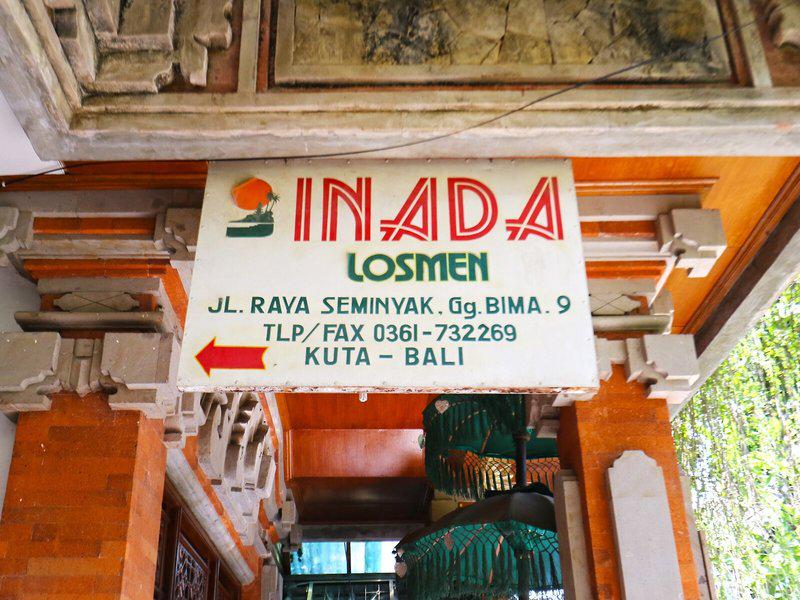 INADA
LOSMEN
JL. RAYA SEMINYAK. Gg. BIMA. 9
TLP/FAX 0361-732269
KUTA - BALI